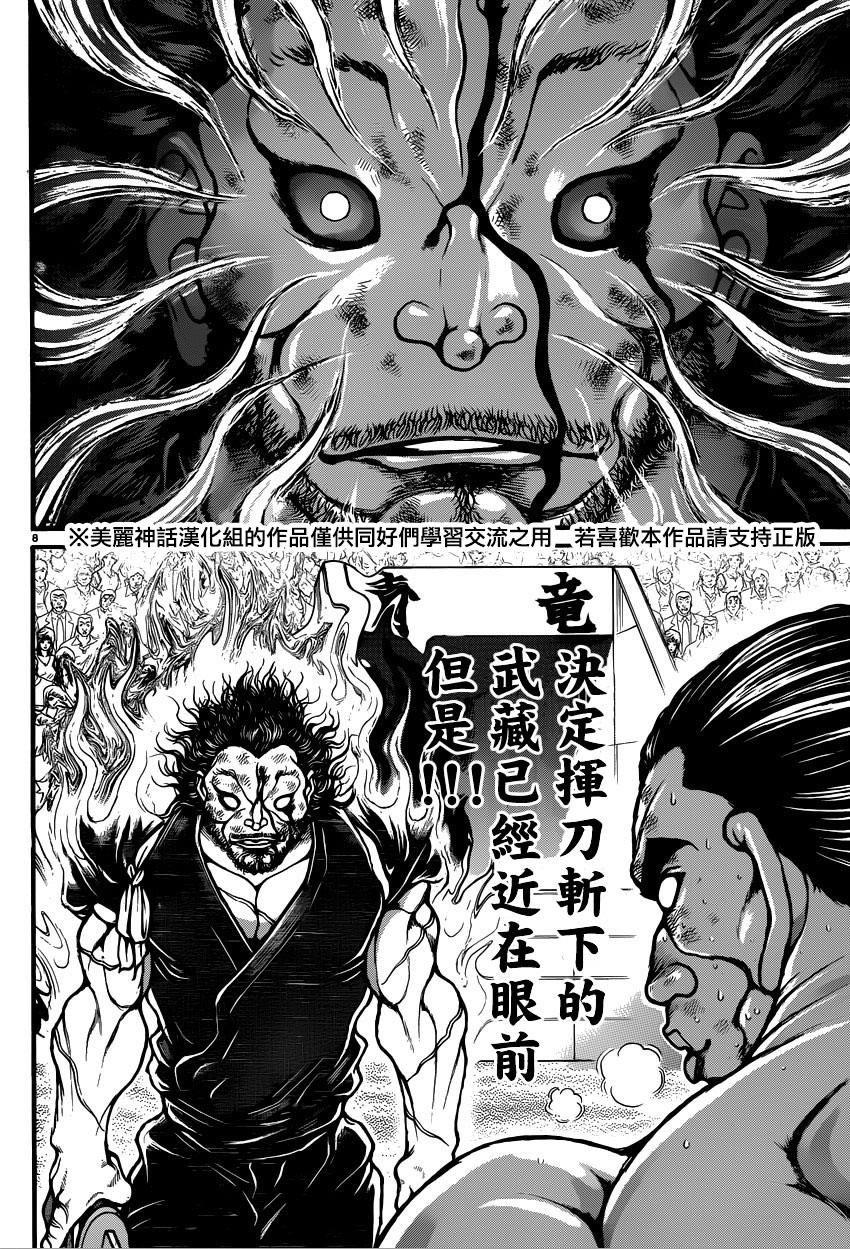 8
※美麗神話漢化組的作品僅供同好們學習交流之用 若喜歡本作品請支持正版
竜
決定揮刀斬下的
武藏已經近在眼前
但是!!!